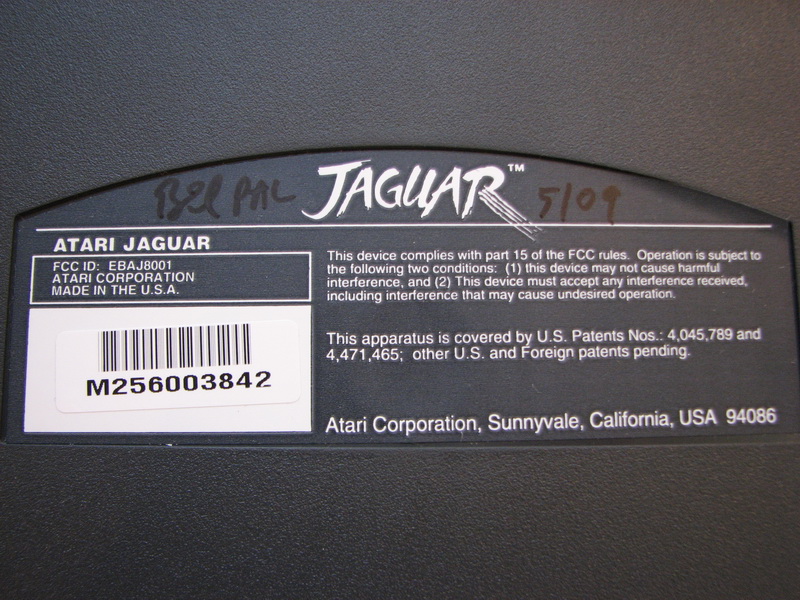 JAGUAR™ 5/09
ATARI JAGUAR
FCC ID: EBAJ8001
ATARI CORPORATION
MADE IN THE U.S.A.
M256003842
This device complies with part 15 of the FCC rules. Operation is subject to
the following two conditions: (1) this device may not cause harmful
interference, and (2) This device must accept any interference received,
including interference that may cause undesired operation.
This apparatus is covered by U.S. Patents Nos.: 4,045,789 and
4,471,465; other U.S. and Foreign patents pending.
Atari Corporation, Sunnyvale, California, USA 94086